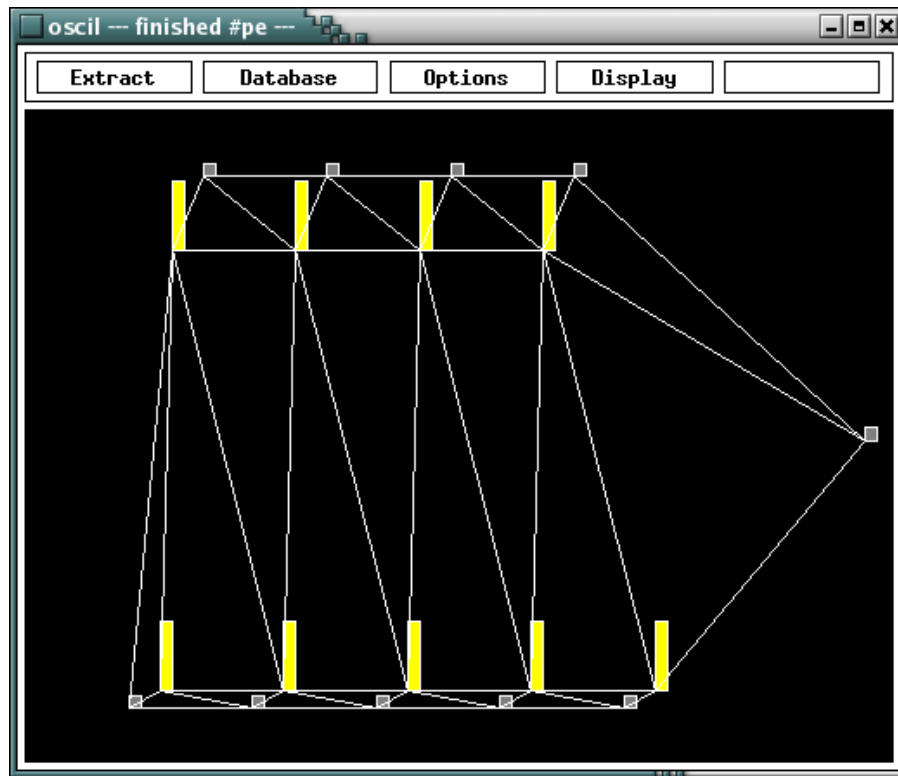 oscil --- finished #pe ---
Extract Database Options Display